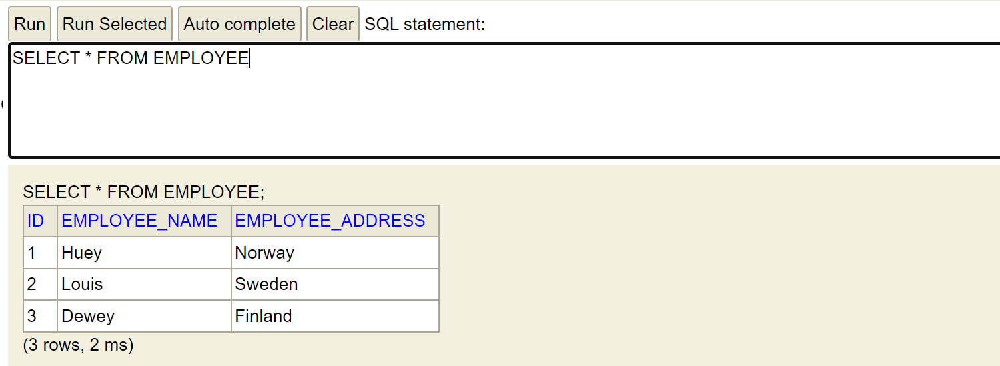 Run Run Selected Auto complete Clear SQL statement:
SELECT * FROM EMPLOYEE
SELECT * FROM EMPLOYEE;
ID EMPLOYEE_NAME EMPLOYEE_ADDRESS
1 Huey Norway
2 Louis Sweden
3 Dewey Finland
(3 rows, 2 ms)